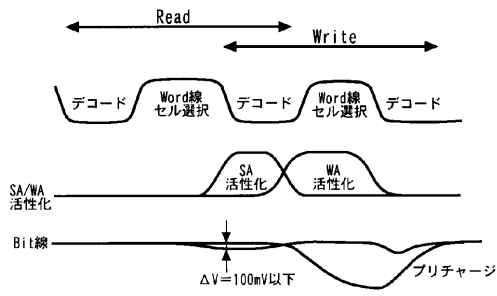 Read
Write
デコード
Word線
セル選択
デコード
Word線
セル選択
デコード
SA
活性化
WA
活性化
SA/WA
活性化
Bit線
ΔV=100mV以下
プリチャージ